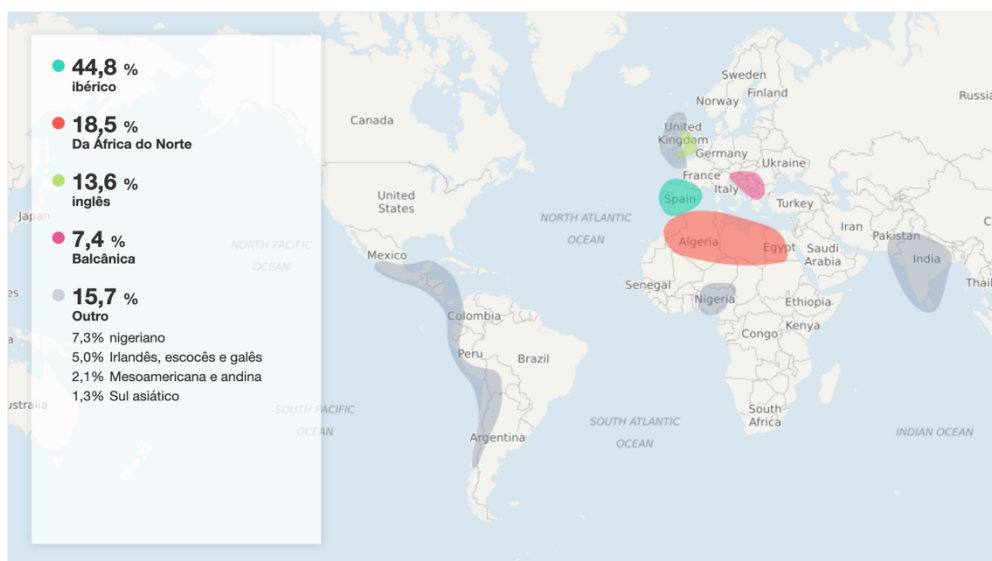 44,8 %
ibérico
18,5 %
Da África do Norte
13,6 %
inglês
7,4 %
Balcânica
15,7 %
Outro
7,3% nigeriano
5,0% Irlandês, escocês e galês
2,1% Mesoamericana e andina
1,3% Sul asiático
Sweden
Finland
Norway
Russia
Canada
United
Kingdom
Germany
Ukraine
France
Italy
Spain
Turkey
United
States
Japan
NORTH ATLANTIC
OCEAN
NORTH PACIFIC
OCEAN
Iran
Pakistan
Algeria
Egypt
Saudi
Arabia
India
Mexico
Senegal
Nigeria
Ethiopia
Colombia
Kenya
Congo
Peru
Brazil
SOUTH PACIFIC
OCEAN
South
Africa
SOUTH ATLANTIC
OCEAN
INDIAN OCEAN
Argentina